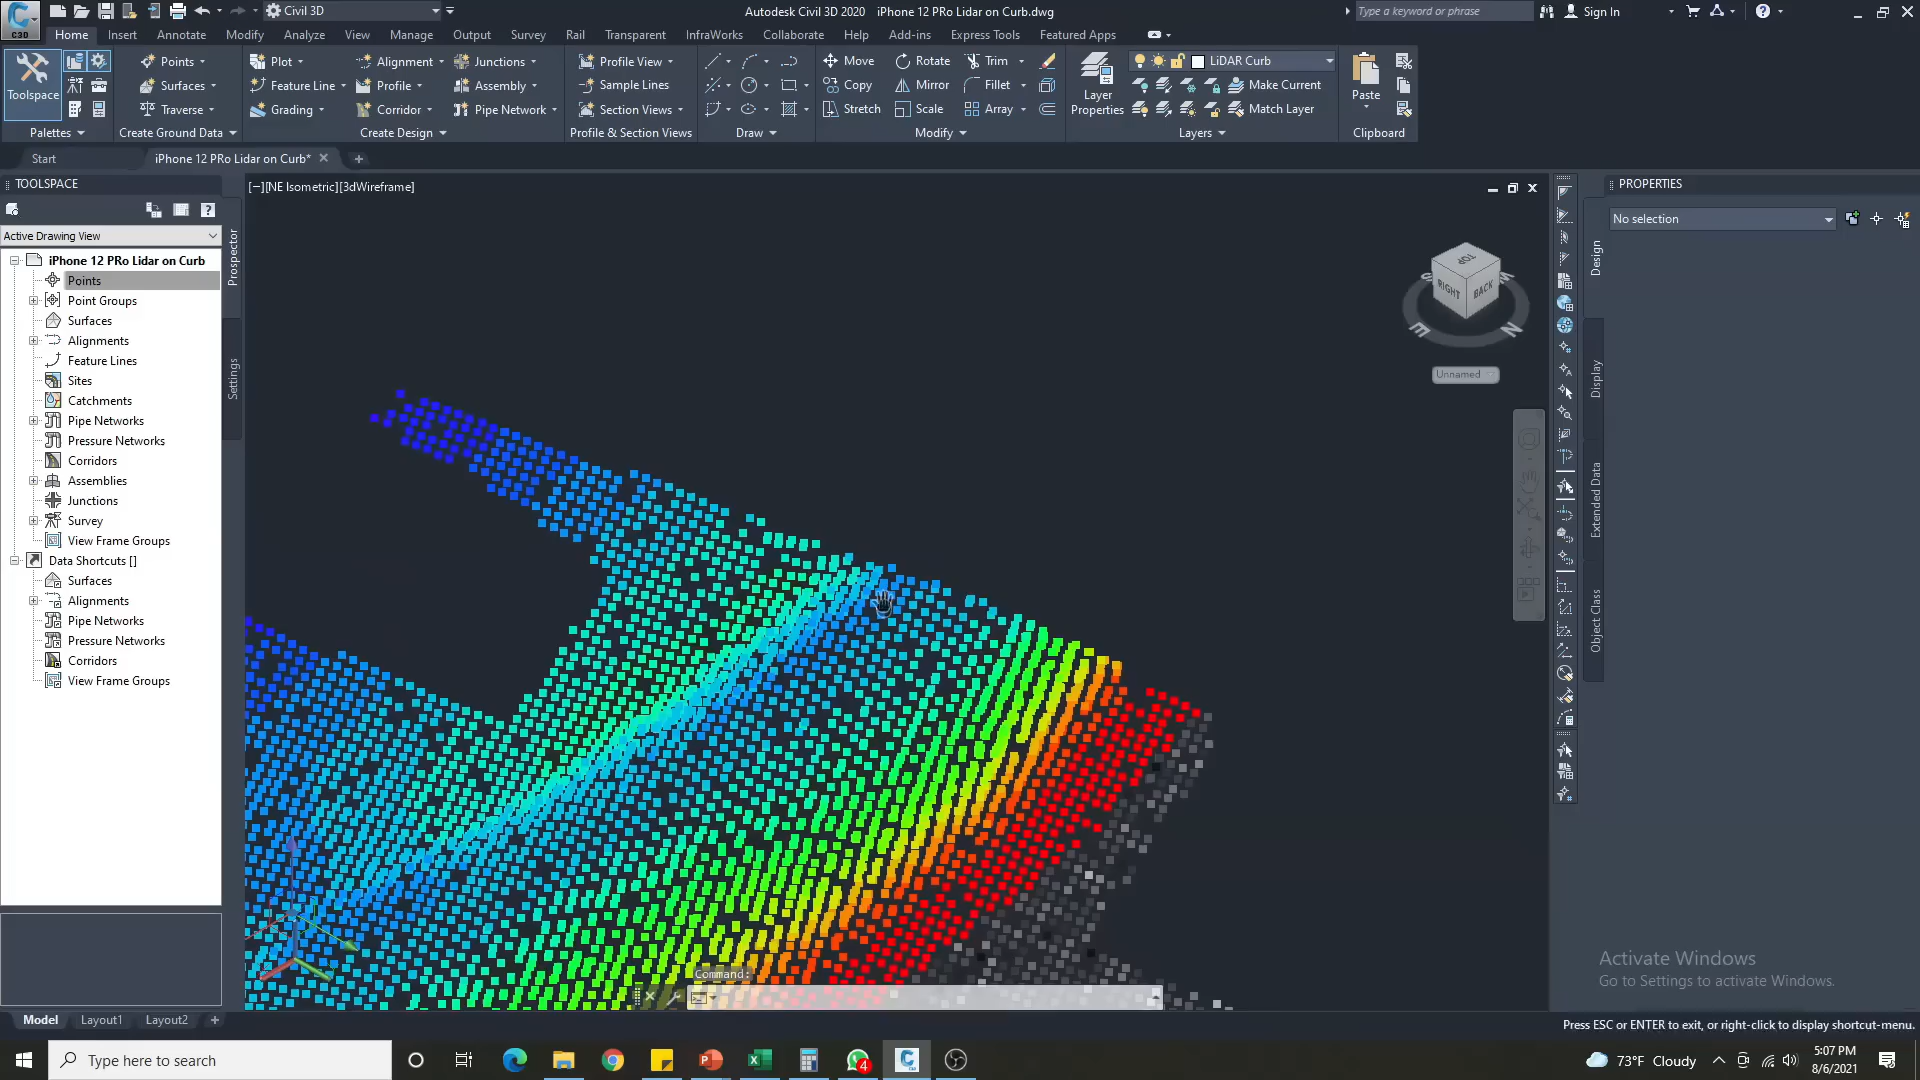 Civil 3D
Autodesk Civil 3D 2020 iPhone 12 PRo Lidar on Curb.dwg
Type a keyword or phrase
Sign In
C3D
Home Insert Annotate Modify Analyze View Manage Output Survey Rail Transparent InfraWorks Collaborate Help Add-ins Express Tools Featured Apps
Toolspace
Palettes
Points
Surfaces
Traverse
Create Ground Data
Plot Alignment Junctions
Feature Line Profile Assembly
Grading Corridor Pipe Network
Create Design
Profile View
Sample Lines
Section Views
Profile & Section Views
Draw
Move Rotate Trim
Copy Mirror Fillet
Stretch Scale Array
Modify
Layer
Properties
LiDAR Curb
Make Current
Match Layer
Layers
Paste
Clipboard
Start
iPhone 12 PRo Lidar on Curb*
TOOLSPACE
Active Drawing View
iPhone 12 PRo Lidar on Curb
Points
Point Groups
Surfaces
Alignments
Feature Lines
Sites
Catchments
Pipe Networks
Pressure Networks
Corridors
Assemblies
Junctions
Survey
View Frame Groups
Data Shortcuts []
Surfaces
Alignments
Pipe Networks
Pressure Networks
Corridors
View Frame Groups
Prospector
Settings
[−][NE Isometric][3dWireframe]
TOP
RIGHT
BACK
E
N
W
Unnamed
Command:
PROPERTIES
No selection
Design
Display
Extended Data
Object Class
Activate Windows
Go to Settings to activate Windows.
Model Layout1 Layout2
Press ESC or ENTER to exit, or right-click to display shortcut-menu.
Type here to search
4
73°F Cloudy
5:07 PM
8/6/2021